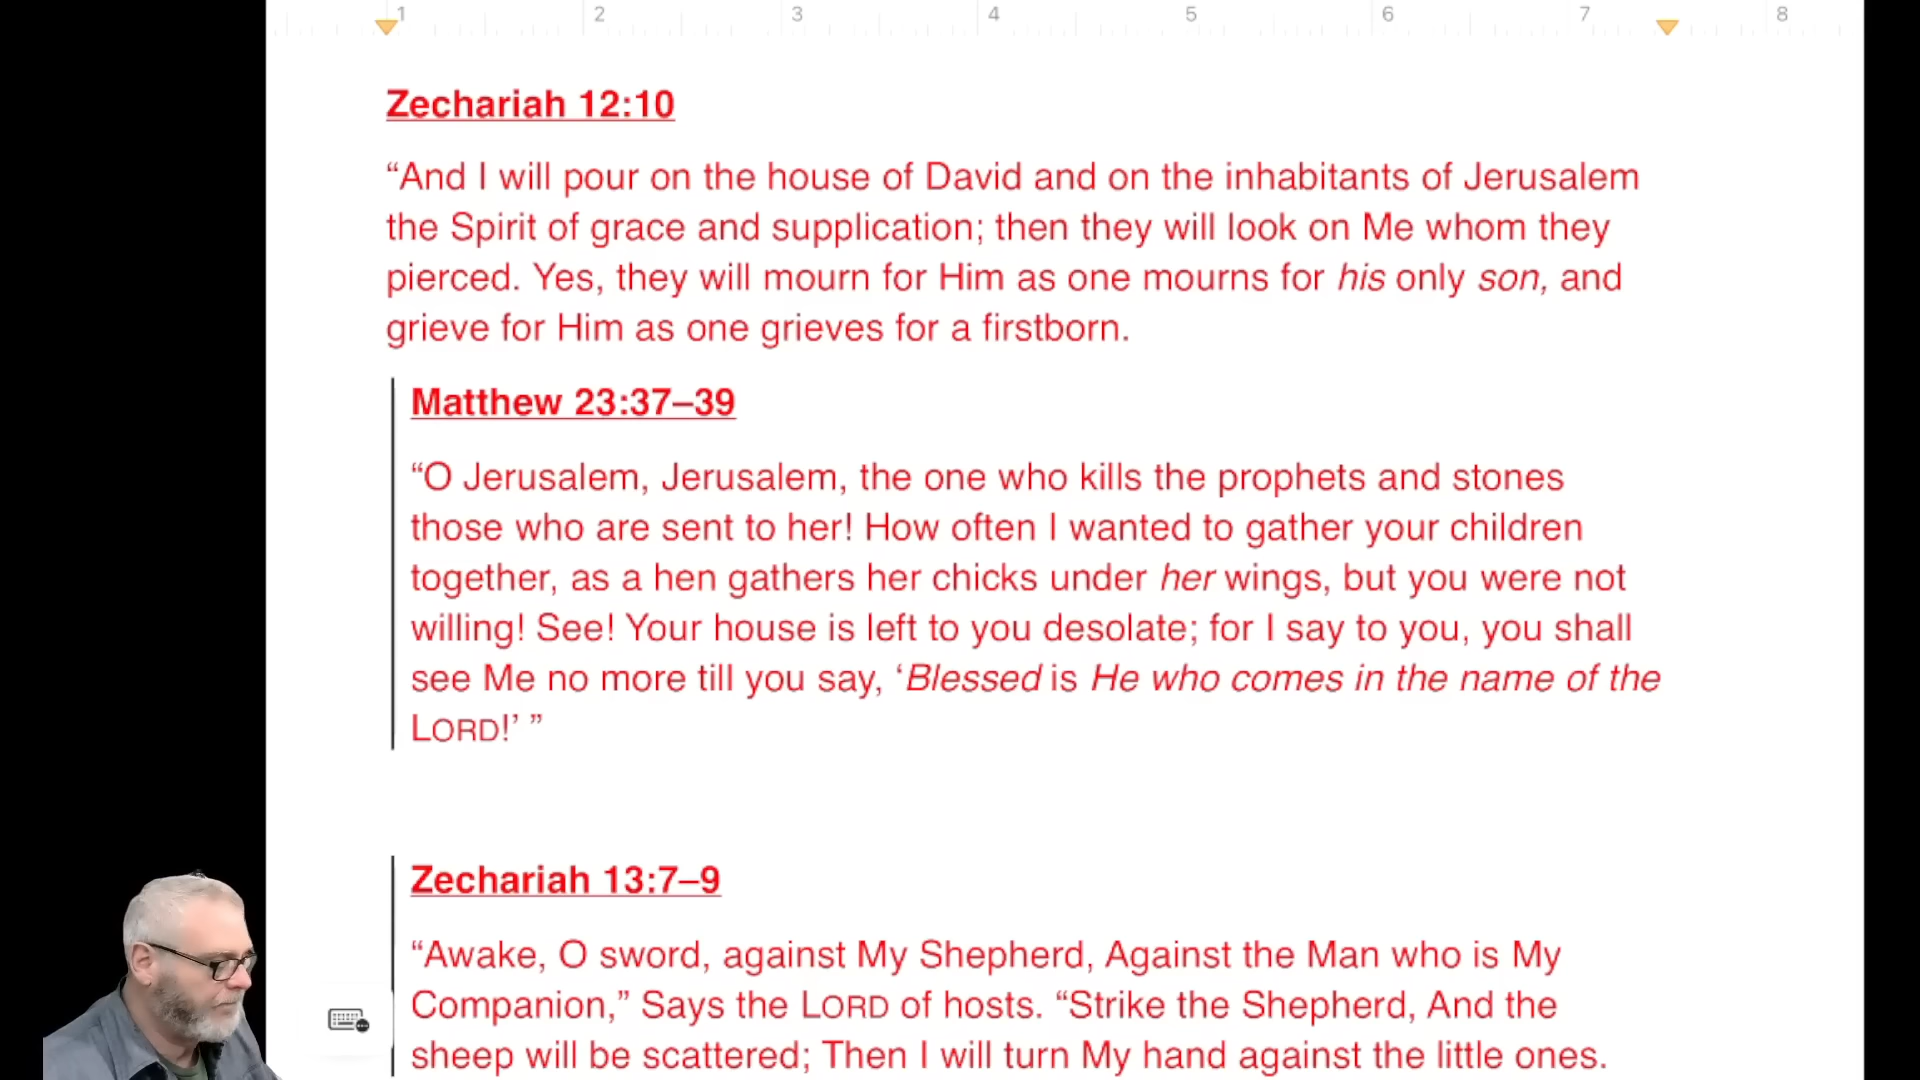 1 2 3 4 5 6 7 8
Zechariah 12:10
“And I will pour on the house of David and on the inhabitants of Jerusalem
the Spirit of grace and supplication; then they will look on Me whom they
pierced. Yes, they will mourn for Him as one mourns for his only son, and
grieve for Him as one grieves for a firstborn.
Matthew 23:37–39
“O Jerusalem, Jerusalem, the one who kills the prophets and stones
those who are sent to her! How often I wanted to gather your children
together, as a hen gathers her chicks under her wings, but you were not
willing! See! Your house is left to you desolate; for I say to you, you shall
see Me no more till you say, ‘Blessed is He who comes in the name of the
LORD!’ ”
Zechariah 13:7–9
“Awake, O sword, against My Shepherd, Against the Man who is My
Companion,” Says the LORD of hosts. “Strike the Shepherd, And the
sheep will be scattered; Then I will turn My hand against the little ones.